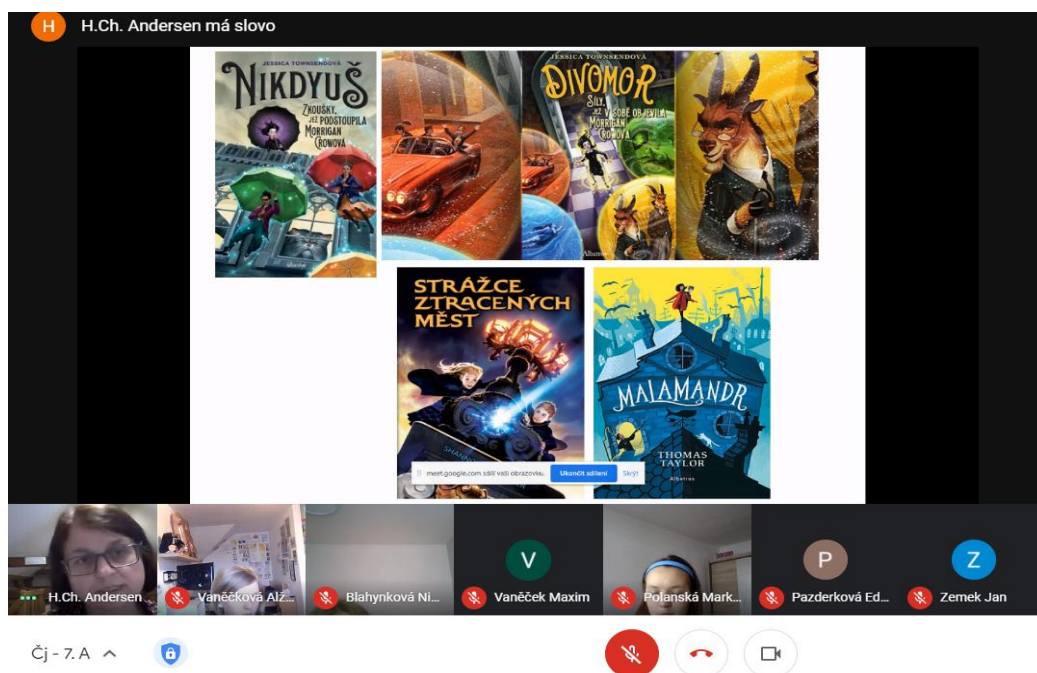 H
H.Ch. Andersen má slovo
JESSICA TOWNSENDOVÁ
NIKDYUŠ
ZKOUŠKY,
JEŽ PODSTOUPILA
MORRIGAN
CROWOVÁ
JESSICA TOWNSENDOVÁ
DIVOMOR
SÍLY,
JEŽ V SOBĚ OBJEVILA
MORRIGAN
CROWOVÁ
Albatros
STRÁŽCE
ZTRACENÝCH
MĚST
MALAMANDR
THOMAS
TAYLOR
Albatros
meet.google.com sdílí vaši obrazovku.
Ukončit sdílení
Skrýt
V
P
Z
H.Ch. Andersen
Vaněčková Alž...
Blahynková Ni...
Vaněček Maxim
Polanská Mark...
Pazderková Ed...
Zemek Jan
Čj - 7. A